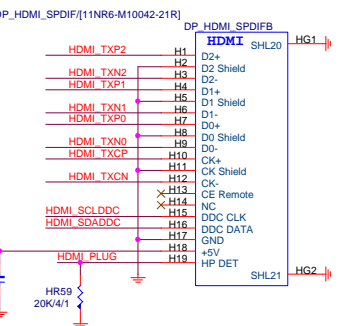 DP_HDMI_SPDIF/[11NR6-M10042-21R]
DP_HDMI_SPDIFB
HDMI
HDMI_TXP2 H1 D2+ SHL20 HG1
H2 D2 Shield
HDMI_TXN2 H3 D2-
HDMI_TXP1 H4 D1+
H5 D1 Shield
HDMI_TXN1 H6 D1-
HDMI_TXP0 H7 D0+
H8 D0 Shield
HDMI_TXN0 H9 D0-
HDMI_TXCP H10 CK+
H11 CK Shield
HDMI_TXCN H12 CK-
H13 CE Remote
H14 NC
HDMI_SCLDDC H15 DDC CLK
HDMI_SDADDC H16 DDC DATA
H17 GND
H18 +5V
HDMI_PLUG H19 HP DET
SHL21 HG2
HR59
20K/4/1